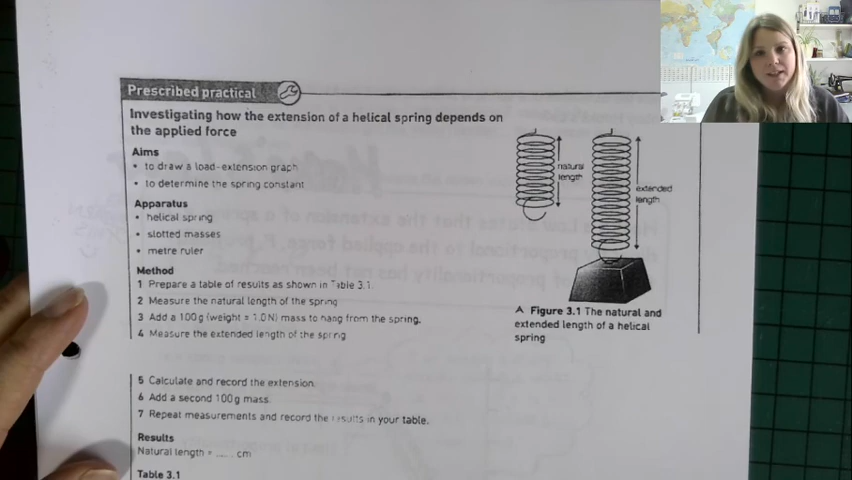 Prescribed practical
Investigating how the extension of a helical spring depends on
the applied force
Aims
• to draw a load-extension graph
• to determine the spring constant
Apparatus
• helical spring
• slotted masses
• metre ruler
Method
1 Prepare a table of results as shown in Table 3.1.
2 Measure the natural length of the spring
3 Add a 100g (weight = 1.0N) mass to hang from the spring.
4 Measure the extended length of the spring
natural
length
extended
length
A Figure 3.1 The natural and
extended length of a helical
spring
5 Calculate and record the extension.
6 Add a second 100g mass.
7 Repeat measurements and record the results in your table.
Results
Natural length = ...... cm
Table 3.1